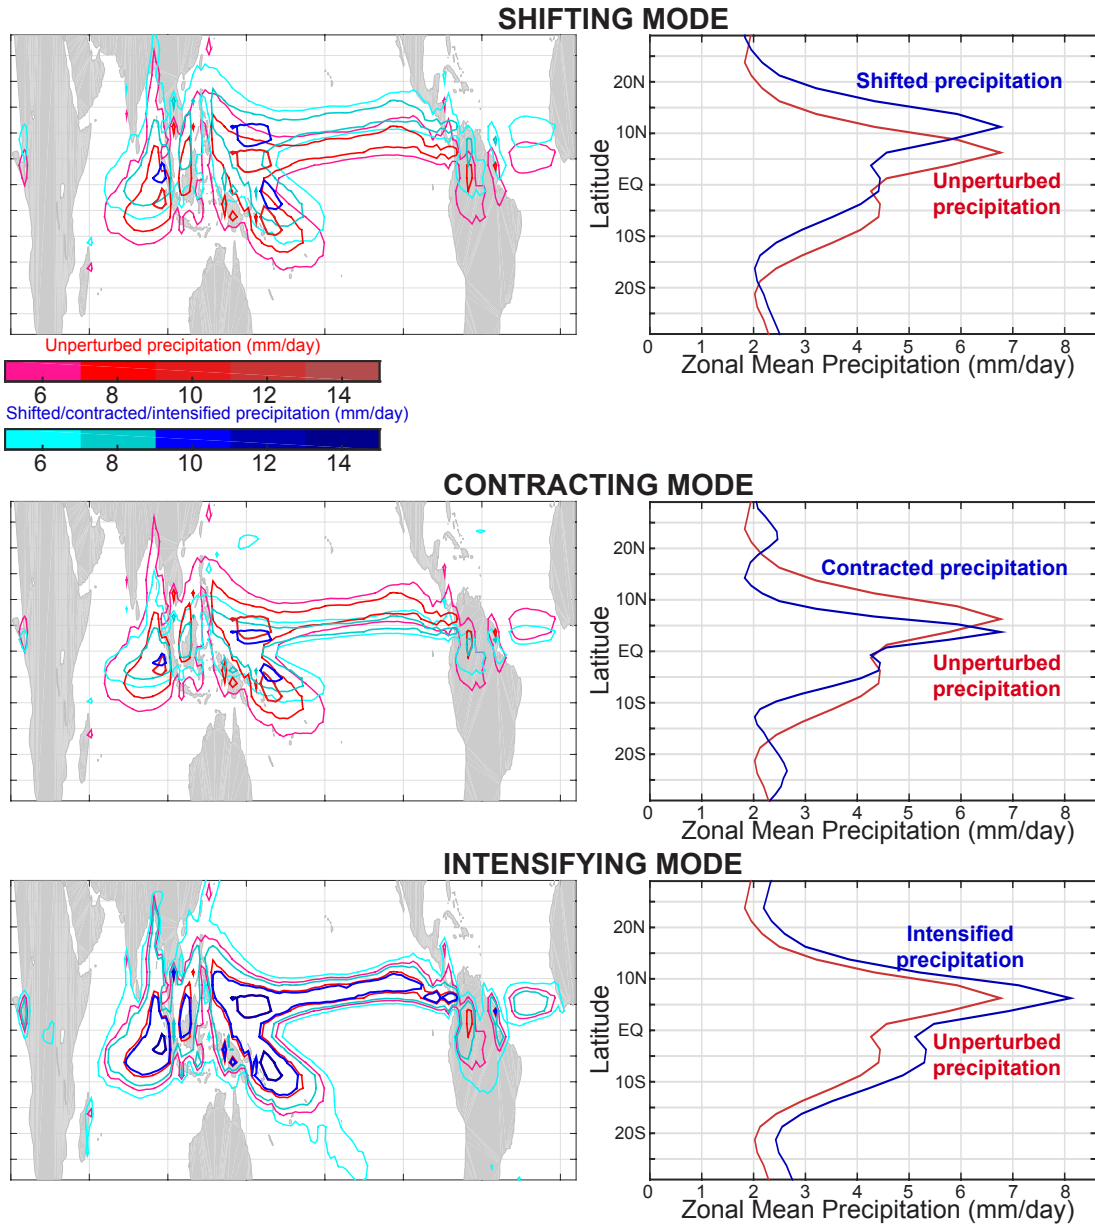 SHIFTING MODE
20N
10N
EQ
10S
20S
Latitude
Shifted precipitation
Unperturbed
precipitation
0 1 2 3 4 5 6 7 8
Zonal Mean Precipitation (mm/day)
Unperturbed precipitation (mm/day)
6 8 10 12 14
Shifted/contracted/intensified precipitation (mm/day)
6 8 10 12 14
CONTRACTING MODE
20N
10N
EQ
10S
20S
Latitude
Contracted precipitation
Unperturbed
precipitation
0 1 2 3 4 5 6 7 8
Zonal Mean Precipitation (mm/day)
INTENSIFYING MODE
20N
10N
EQ
10S
20S
Latitude
Intensified
precipitation
Unperturbed
precipitation
0 1 2 3 4 5 6 7 8
Zonal Mean Precipitation (mm/day)